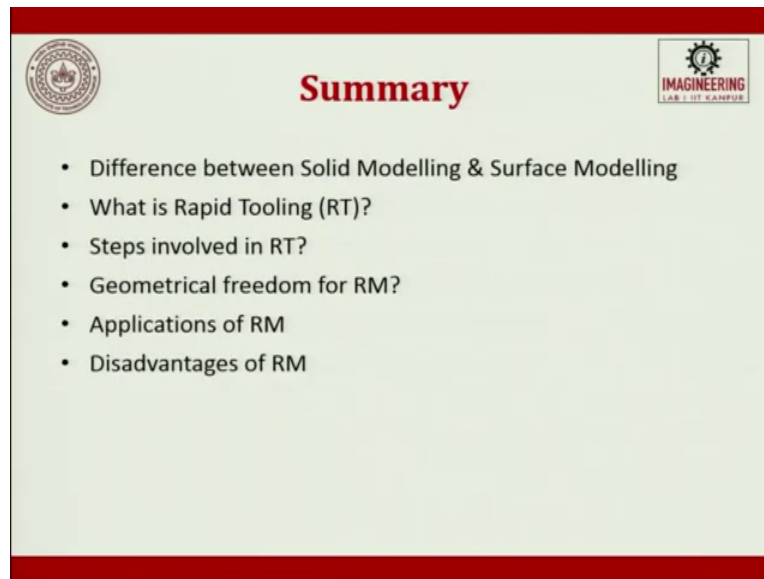 Summary
IMAGINEERING
LAB | IIT KANPUR
• Difference between Solid Modelling & Surface Modelling
• What is Rapid Tooling (RT)?
• Steps involved in RT?
• Geometrical freedom for RM?
• Applications of RM
• Disadvantages of RM